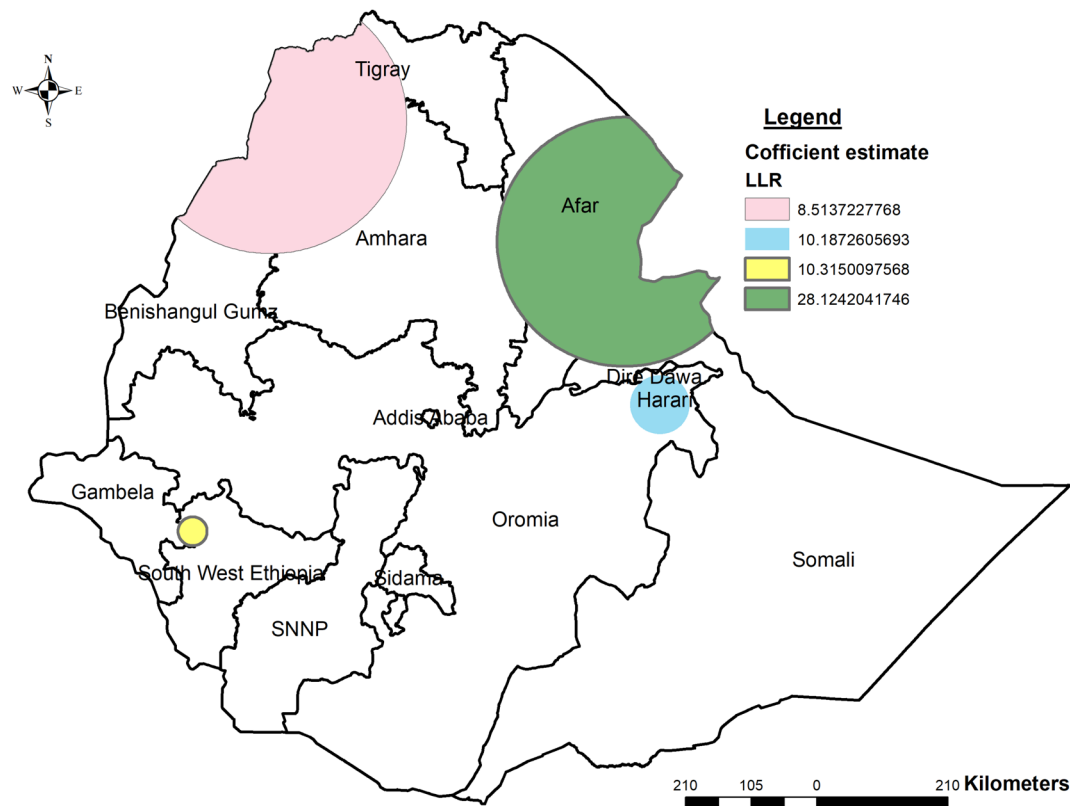 N
W E
S
Tigray
Legend
Cofficient estimate
LLR
8.5137227768
10.1872605693
10.3150097568
28.1242041746
Afar
Amhara
Benishangul Gumz
Dire Dawa
Harari
Addis Ababa
Gambela
Oromia
Somali
South West Ethiopia
Sidama
SNNP
210 105 0 210 Kilometers